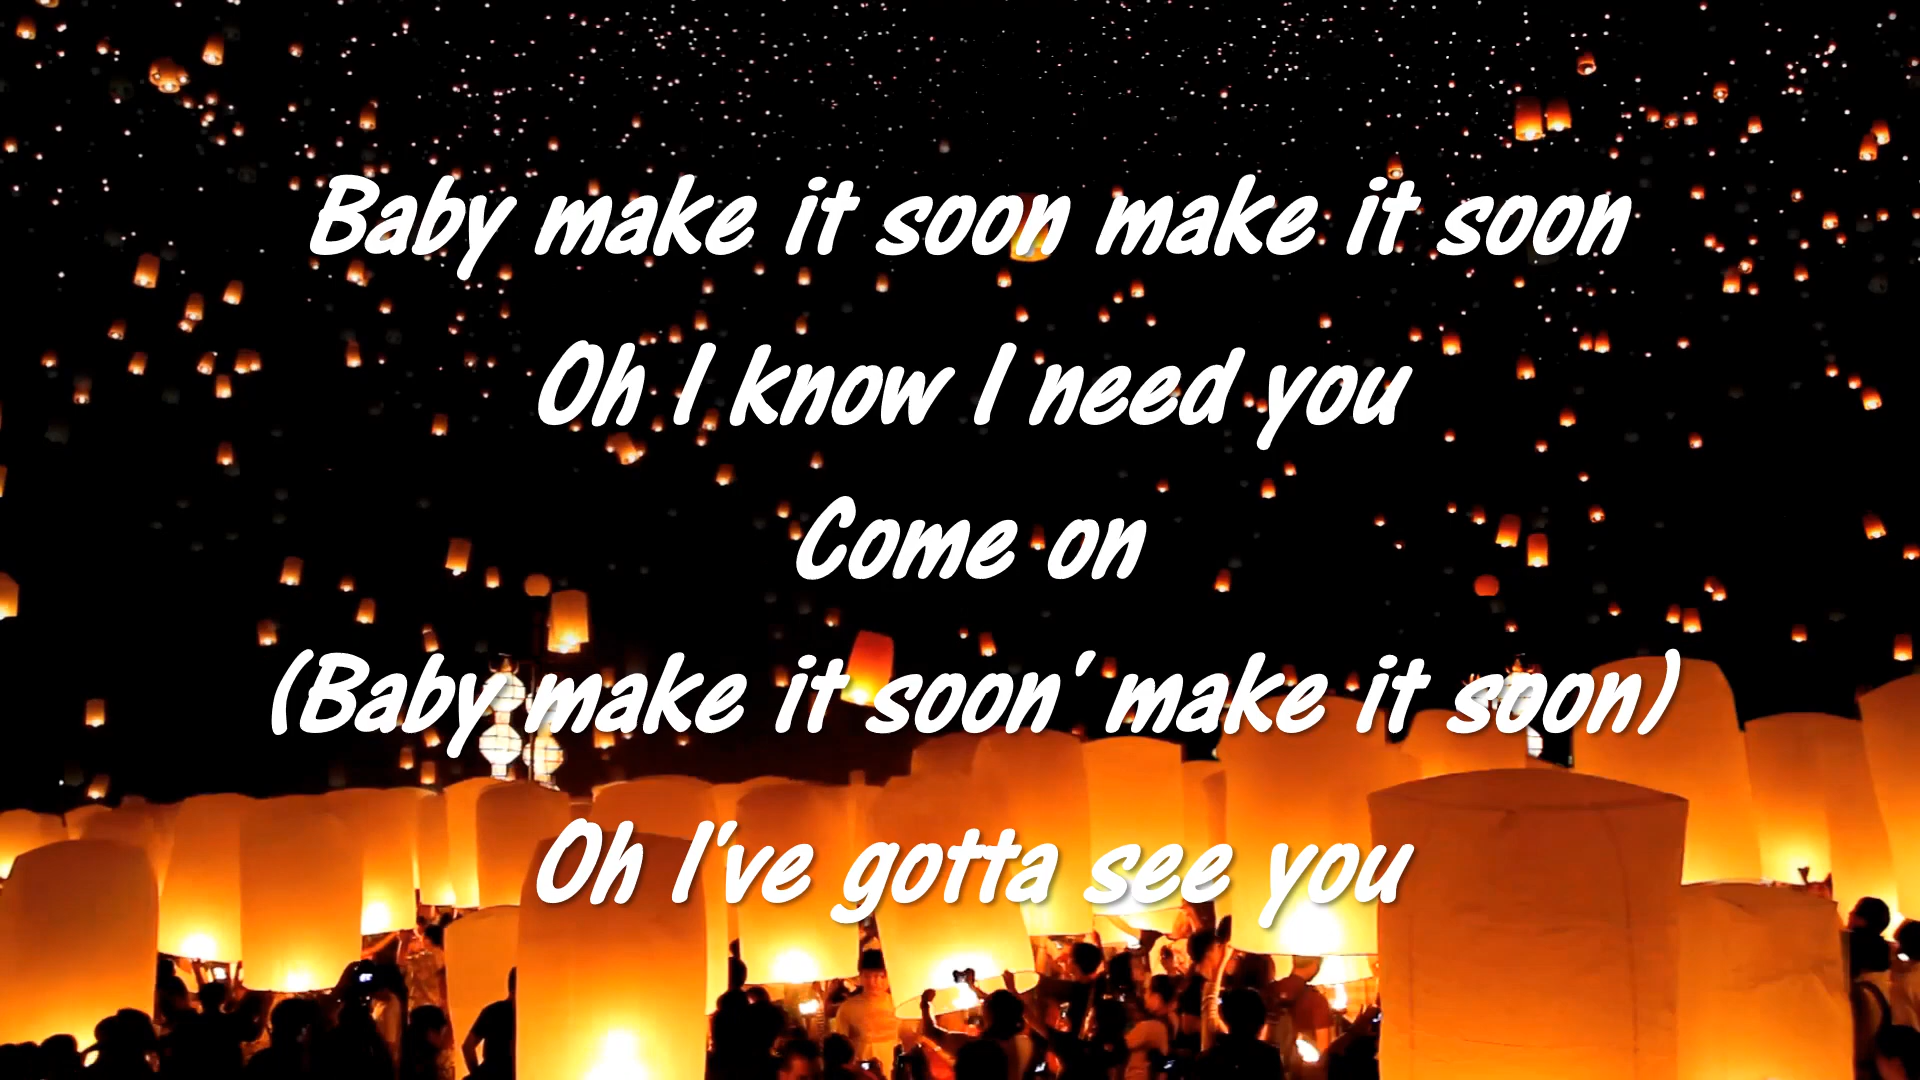 Baby make it soon make it soon
Oh I know I need you
Come on
(Baby make it soon' make it soon)
Oh I've gotta see you